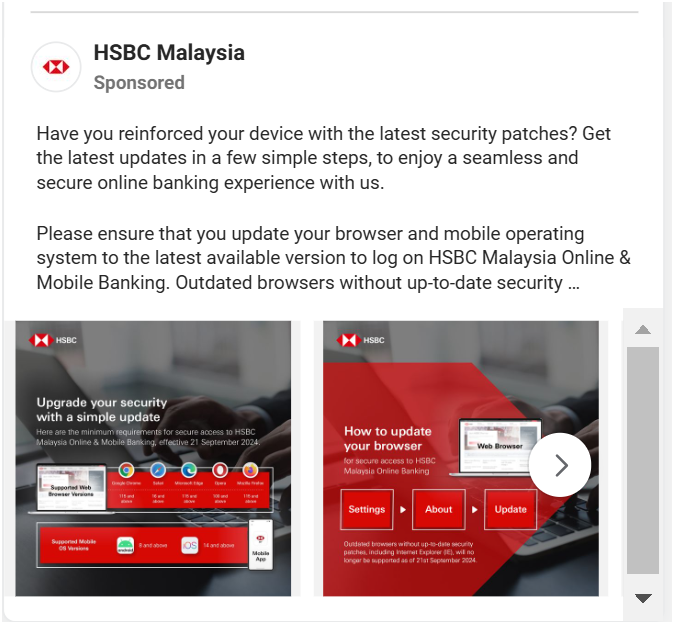 HSBC Malaysia
Sponsored
Have you reinforced your device with the latest security patches? Get
the latest updates in a few simple steps, to enjoy a seamless and
secure online banking experience with us.
Please ensure that you update your browser and mobile operating
system to the latest available version to log on HSBC Malaysia Online &
Mobile Banking. Outdated browsers without up-to-date security ...
HSBC
Upgrade your security
with a simple update
Here are the minimum requirements for secure access to HSBC
Malaysia Online & Mobile Banking, effective 21 September 2024.
Supported Web
Browser Versions
Google Chrome Safari Microsoft Edge Opera Mozilla Firefox
115 and above 16 and above 115 and above 100 and above 115 and above
Supported Mobile
OS Versions
android
8 and above
iOS
14 and above
Mobile
App
HSBC
How to update
your browser
for secure access to HSBC
Malaysia Online Banking
Web Browser
Settings
About
Update
Outdated browsers without up-to-date security
patches, including Internet Explorer (IE), will no
longer be supported as of 21st September 2024.